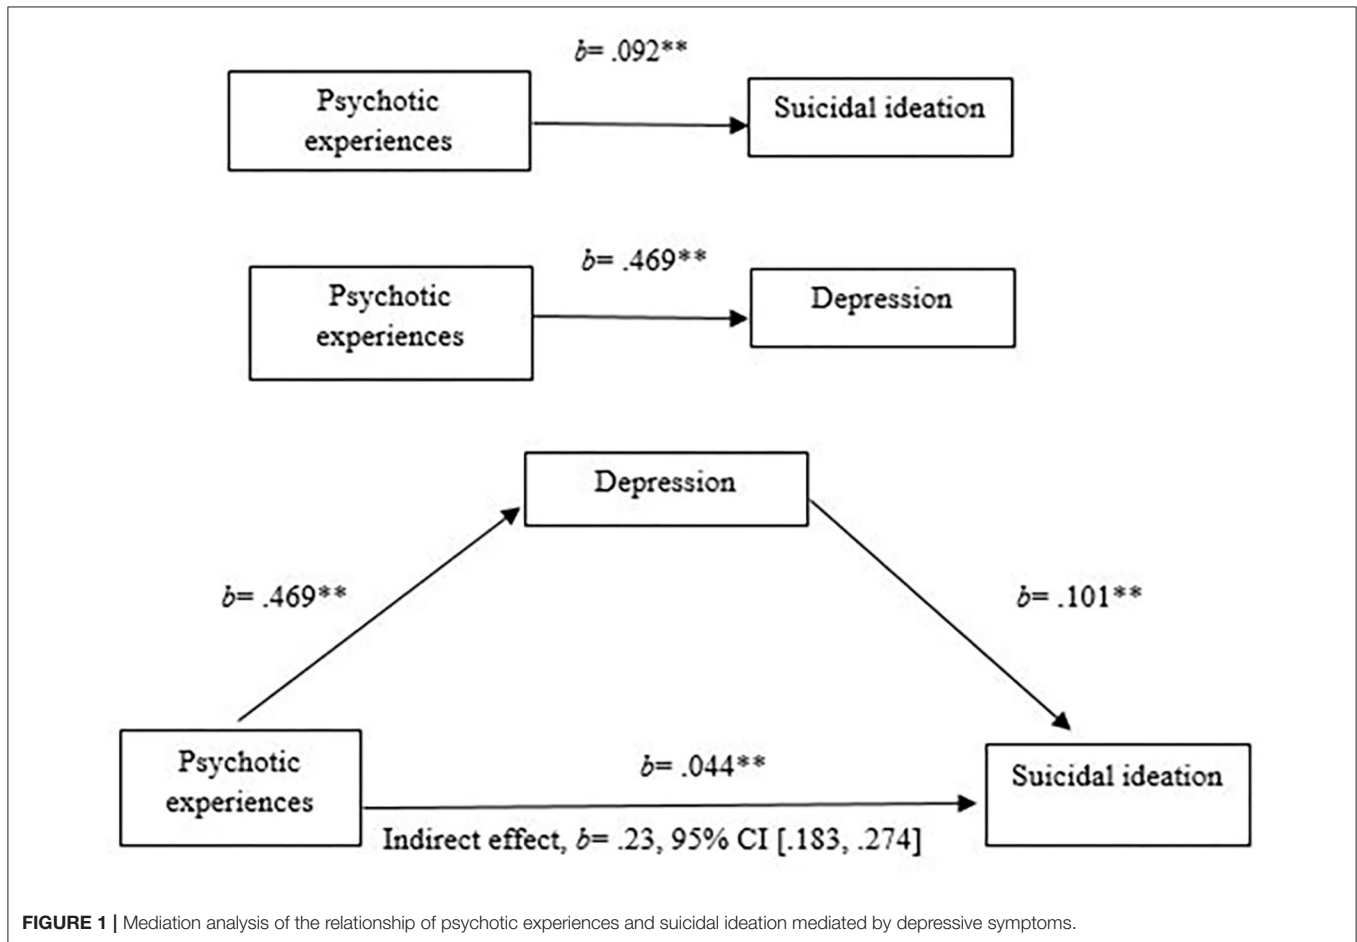 b= .092**
Psychotic
experiences
Suicidal ideation
b= .469**
Psychotic
experiences
Depression
Depression
b= .469**
b= .101**
Psychotic
experiences
b= .044**
Suicidal ideation
Indirect effect, b= .23, 95% CI [.183, .274]
FIGURE 1 | Mediation analysis of the relationship of psychotic experiences and suicidal ideation mediated by depressive symptoms.